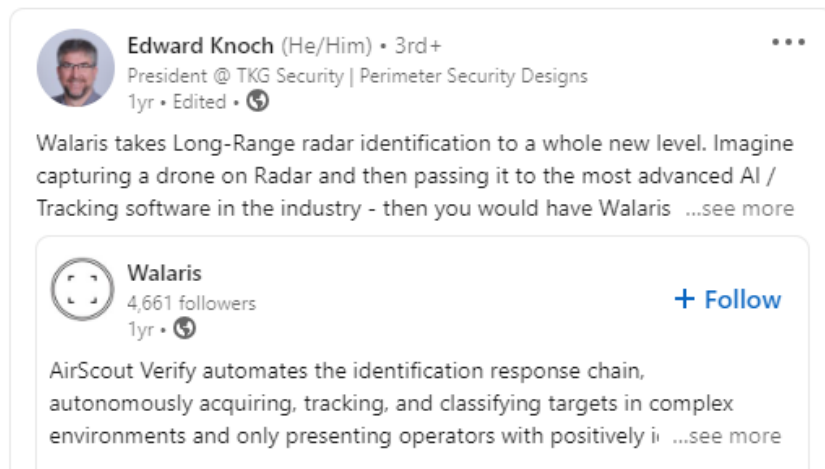 Edward Knoch (He/Him) • 3rd+
President @ TKG Security | Perimeter Security Designs
1yr • Edited •
Walaris takes Long-Range radar identification to a whole new level. Imagine
capturing a drone on Radar and then passing it to the most advanced AI /
Tracking software in the industry - then you would have Walaris ...see more
Walaris
4,661 followers
1yr •
+ Follow
AirScout Verify automates the identification response chain,
autonomously acquiring, tracking, and classifying targets in complex
environments and only presenting operators with positively ...see more